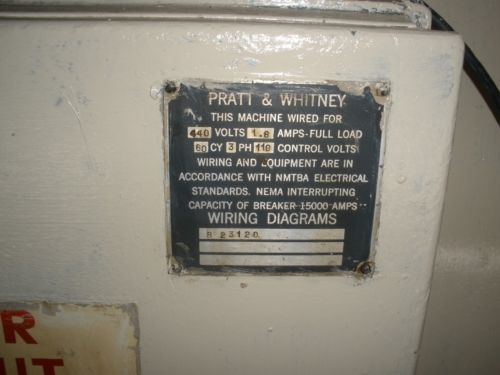 PRATT & WHITNEY
THIS MACHINE WIRED FOR
440 VOLTS 1.8 AMPS-FULL LOAD
60 CY 3 PH 110 CONTROL VOLTS
WIRING AND EQUIPMENT ARE IN
ACCORDANCE WITH NMTBA ELECTRICAL
STANDARDS. NEMA INTERRUPTING
CAPACITY OF BREAKER 15000 AMPS
WIRING DIAGRAMS
B 23120
R
UT